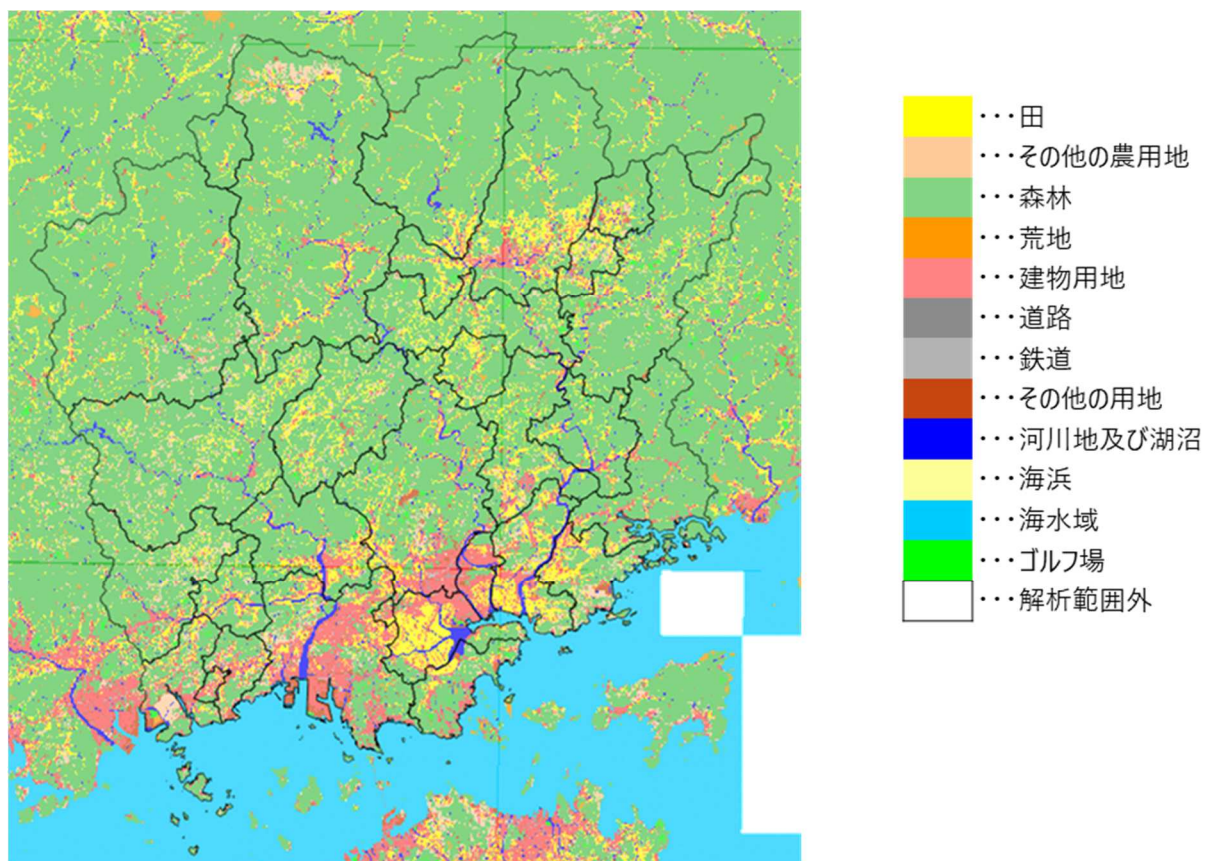 ・・・田
・・・その他の農用地
・・・森林
・・・荒地
・・・建物用地
・・・道路
・・・鉄道
・・・その他の用地
・・・河川地及び湖沼
・・・海浜
・・・海水域
・・・ゴルフ場
・・・解析範囲外